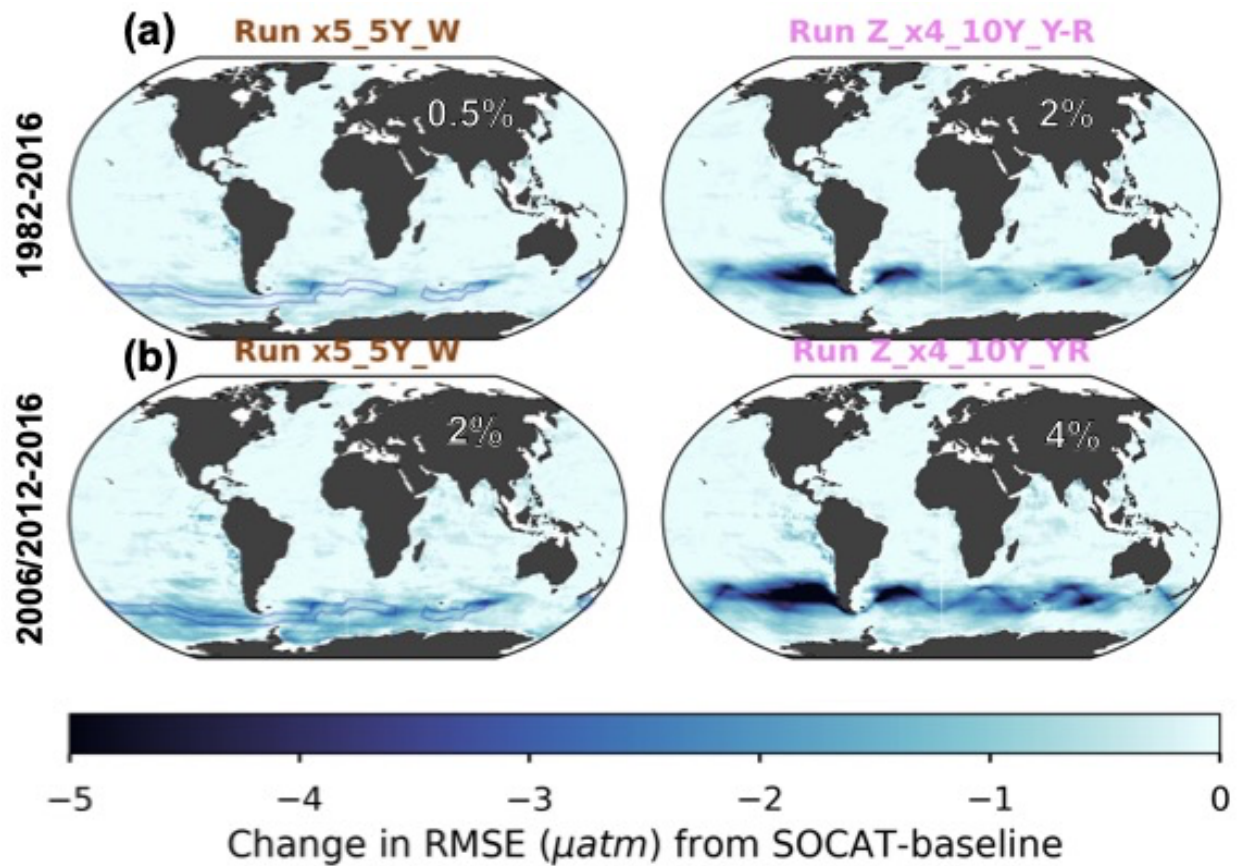 (a) Run x5_5Y_W Run Z_x4_10Y_Y-R
1982-2016
0.5% 2%
(b) Run x5_5Y_W Run Z_x4_10Y_YR
2006/2012-2016
2% 4%
−5 −4 −3 −2 −1 0
Change in RMSE (μatm) from SOCAT-baseline